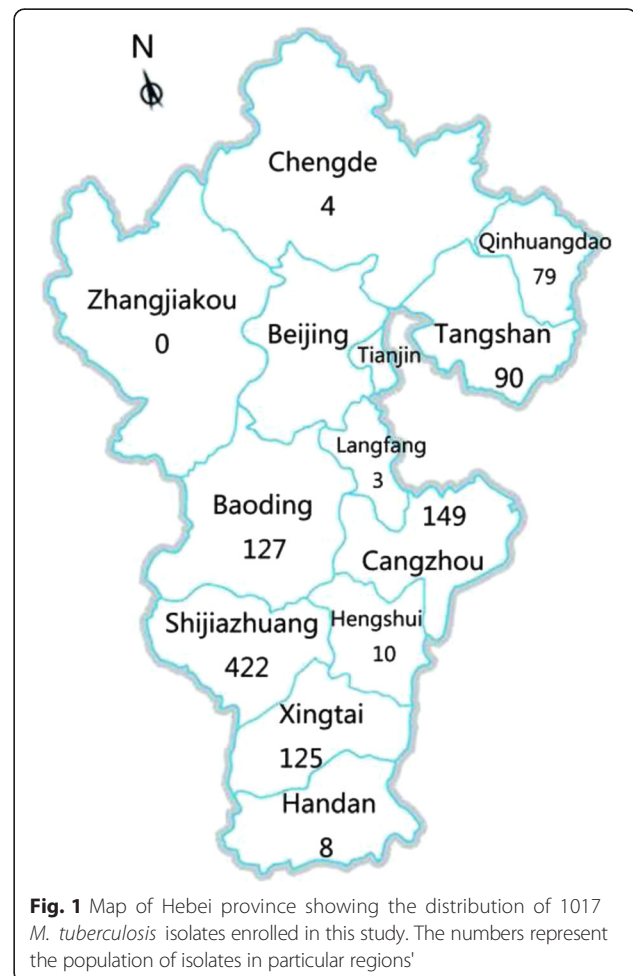 N
Chengde
4
Qinhuangdao
79
Zhangjiakou
0
Beijing
Tianjin
Tangshan
90
Langfang
3
Baoding
127
149
Cangzhou
Shijiazhuang
422
Hengshui
10
Xingtai
125
Handan
8
Fig. 1 Map of Hebei province showing the distribution of 1017
M. tuberculosis isolates enrolled in this study. The numbers represent
the population of isolates in particular regions'